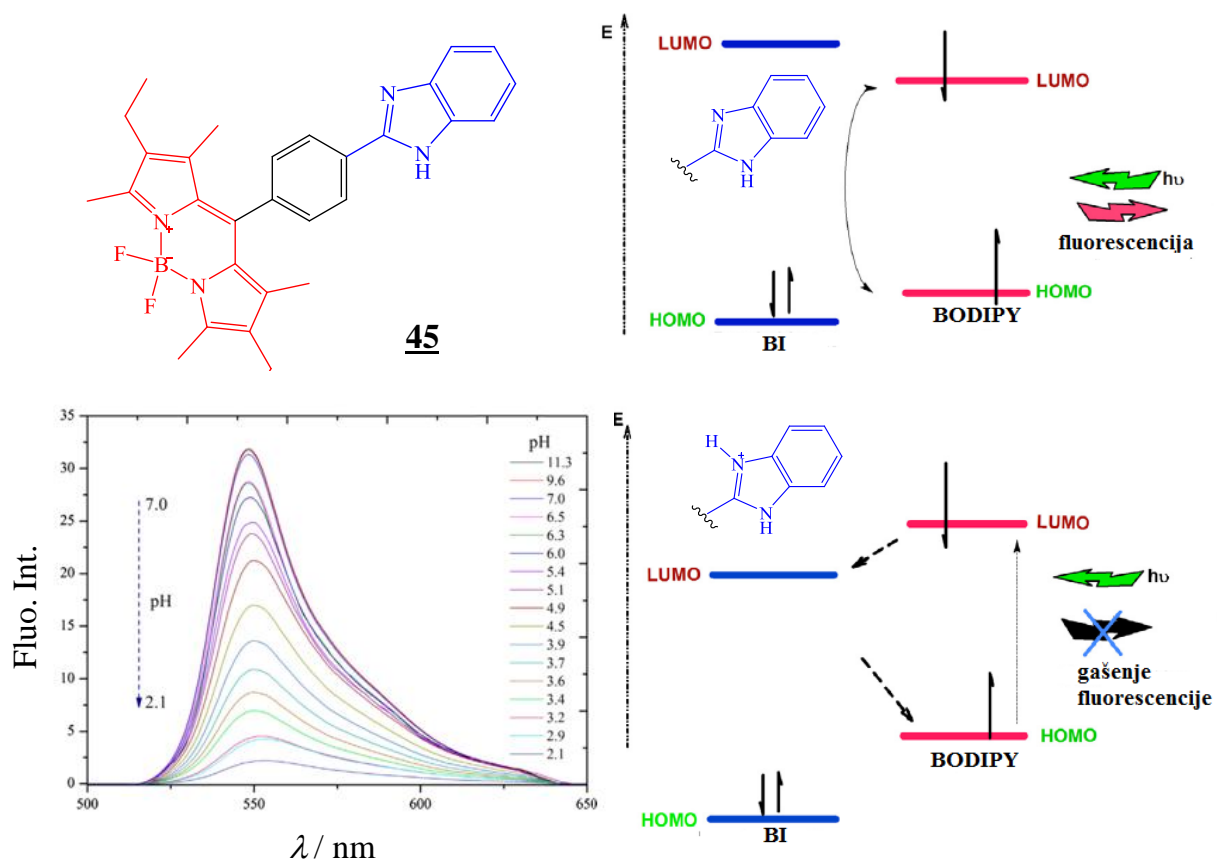 N
N
H
N
+
B
-
F
F
N
45
E
LUMO
N
N
H
HOMO
BI
LUMO
HOMO
BODIPY
hυ
fluorescencija
35
30
25
20
15
10
5
0
500
550
600
650
Fluo. Int.
λ / nm
7.0
pH
2.1
pH
11.3
9.6
7.0
6.5
6.3
6.0
5.4
5.1
4.9
4.5
3.9
3.7
3.6
3.4
3.2
2.9
2.1
E
H
N
+
N
H
LUMO
HOMO
BI
LUMO
HOMO
BODIPY
hυ
gašenje
fluorescencije